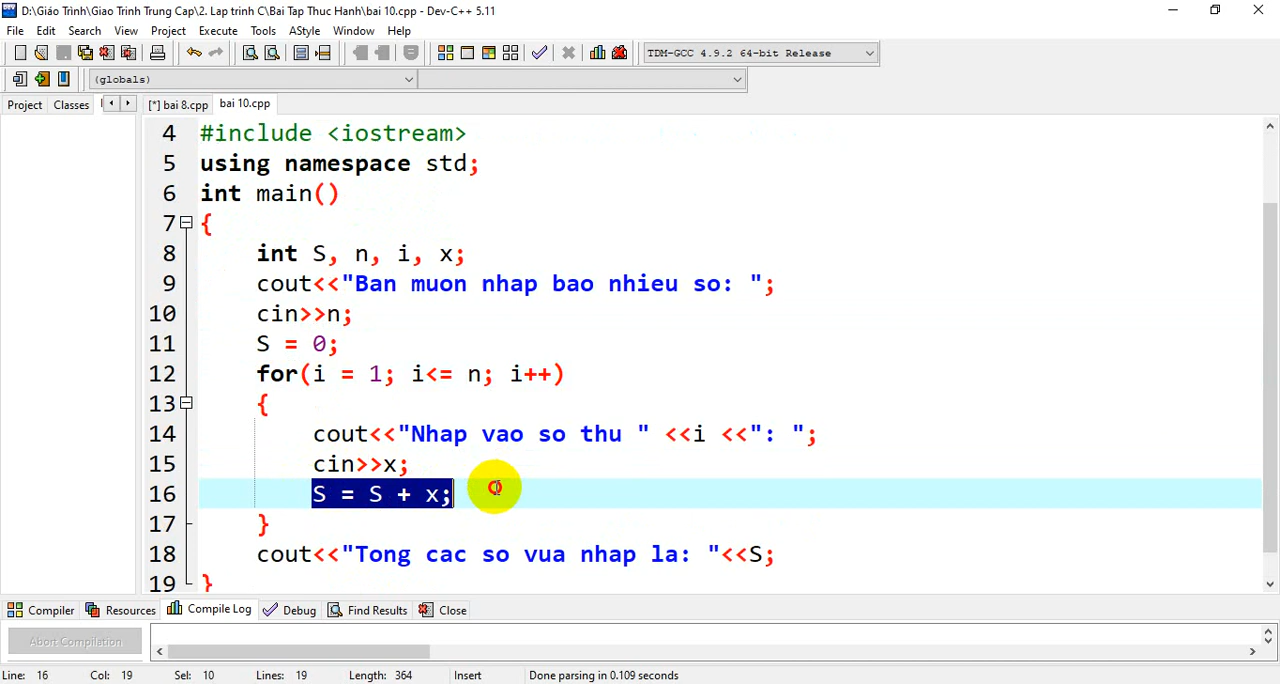 D:\Giáo Trình\Giao Trinh Trung Cap\2. Lap trinh C\Bai Tap Thuc Hanh\bai 10.cpp - Dev-C++ 5.11
File Edit Search View Project Execute Tools AStyle Window Help
TDM-GCC 4.9.2 64-bit Release
(globals)
Project Classes [*] bai 8.cpp bai 10.cpp
4 #include <iostream>
5 using namespace std;
6 int main()
7 {
8 int S, n, i, x;
9 cout<<"Ban muon nhap bao nhieu so: ";
10 cin>>n;
11 S = 0;
12 for(i = 1; i<= n; i++)
13 {
14 cout<<"Nhap vao so thu " <<i <<": ";
15 cin>>x;
16 S = S + x;
17 }
18 cout<<"Tong cac so vua nhap la: "<<S;
19 }
Compiler Resources Compile Log Debug Find Results Close
Abort Compilation
Line: 16 Col: 19 Sel: 10 Lines: 19 Length: 364 Insert Done parsing in 0.109 seconds